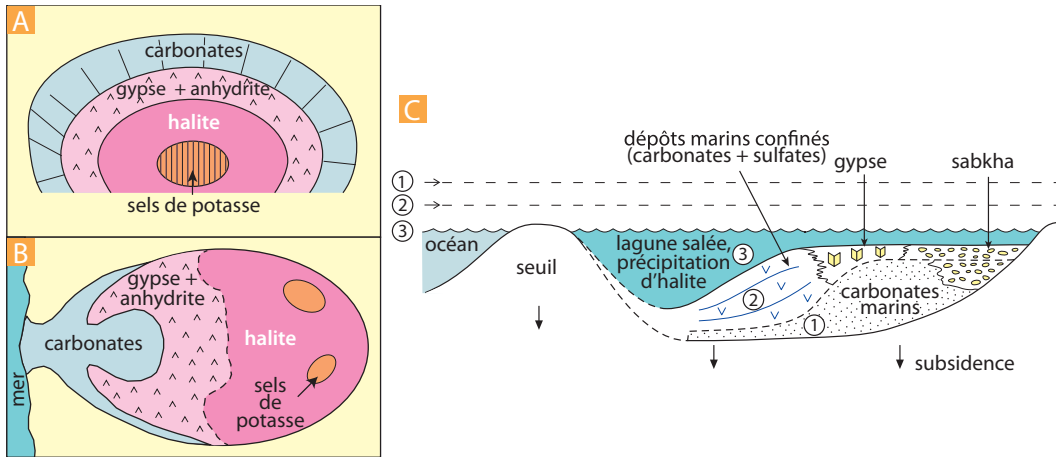 A
carbonates
gypse + anhydrite
halite
sels de potasse
B
gypse +
anhydrite
carbonates
halite
sels
de
potasse
mer
C
dépôts marins confinés
(carbonates + sulfates)
gypse
sabkha
1
2
3
océan
seuil
lagune salée,
précipitation
d'halite
3
2
1
carbonates
marins
subsidence